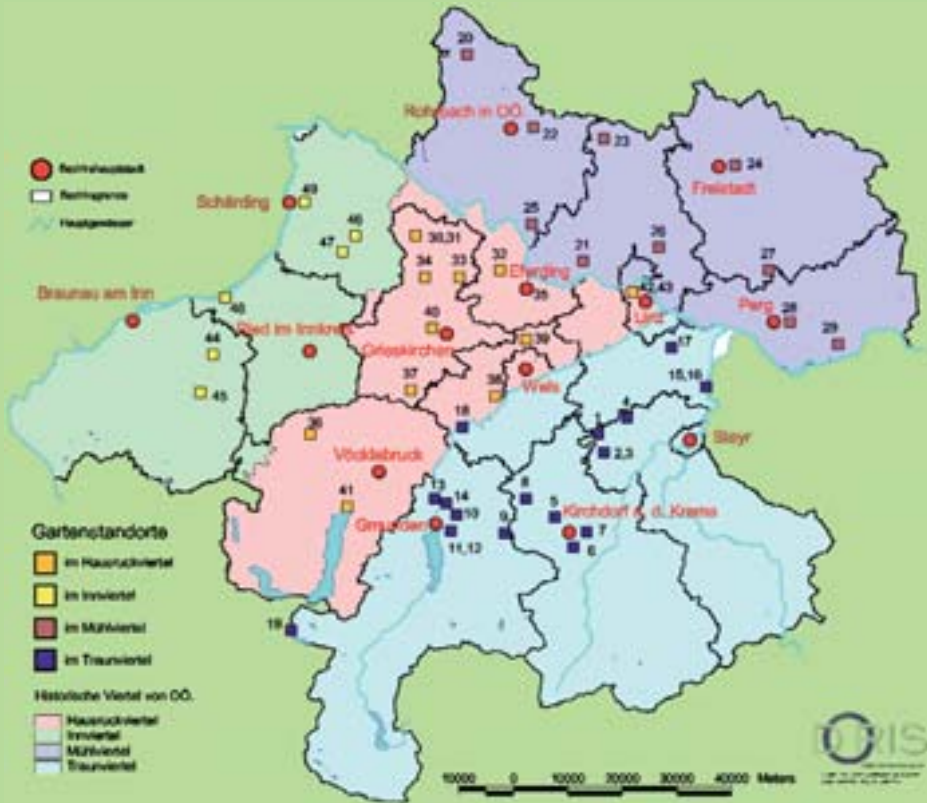 20
Rohrbach in OÖ.
22
23
24
Freistadt
Bezirkshauptstadt
Bezirksgrenze
Hauptgewässer
49
Schärding
46
47
25
26
21
27
30,31
32
34
33
Eferding
35
42,43
Linz
Perg
28
29
Braunau am Inn
48
Ried im Innkreis
40
Grieskirchen
39
44
45
37
38
Wels
17
15,16
18
4
1
2,3
Steyr
36
Vöcklabruck
41
13
14
10
Gmunden
11,12
8
5
9
Kirchdorf a. d. Krems
7
6
19
Gartenstandorte
im Hausruckviertel
im Innviertel
im Mühlviertel
im Traunviertel
Historische Viertel von OÖ.
Hausruckviertel
Innviertel
Mühlviertel
Traunviertel
10000 0 10000 20000 30000 40000 Meters
DORIS